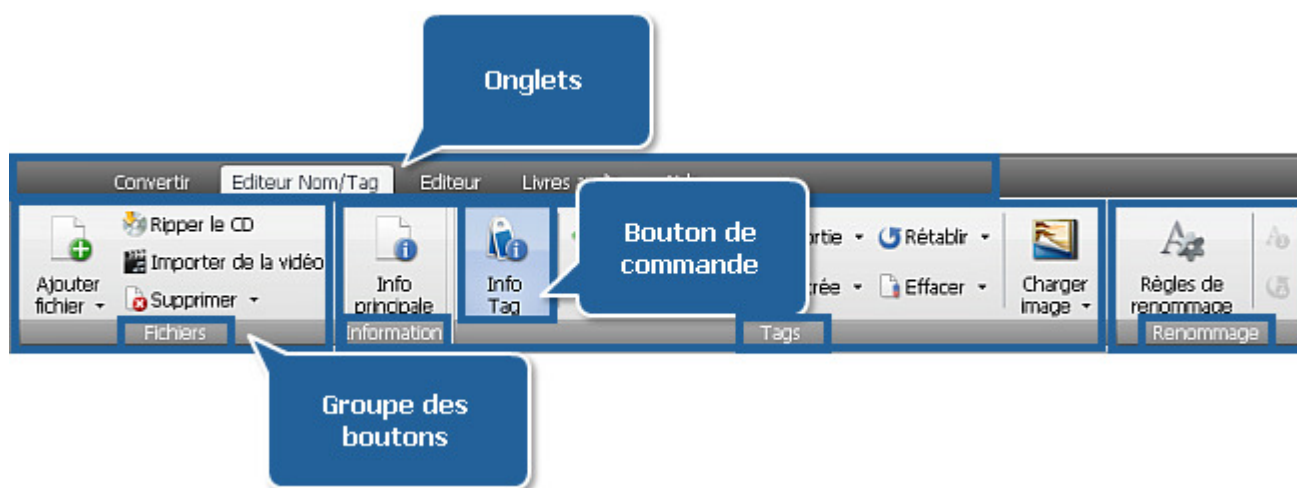 Onglets
Convertir Editeur Nom/Tag Editeur Livres
Ajouter fichier
Ripper le CD
Importer de la vidéo
Supprimer
Fichiers
Info principale
Information
Info Tag
Bouton de commande
Rétablir
Effacer
Charger image
Tags
Règles de renommage
Renommage
Groupe des boutons